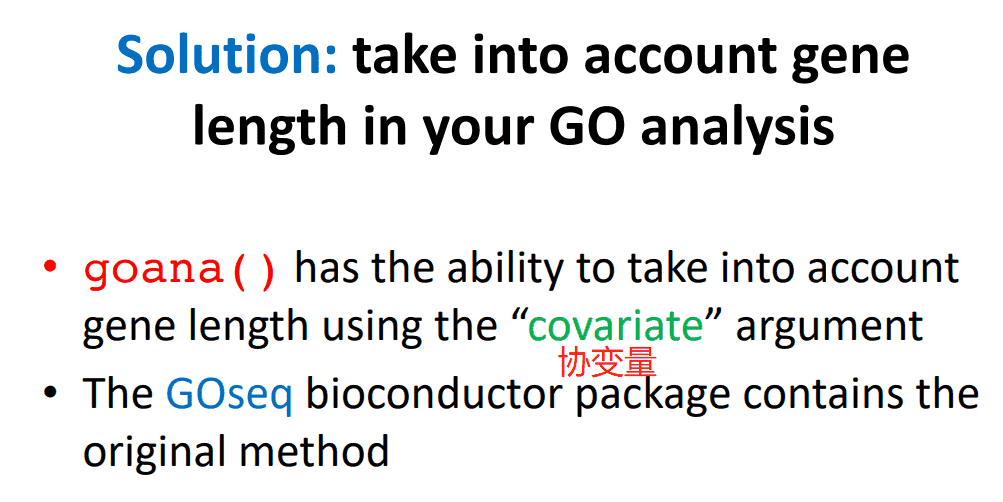 Solution: take into account gene
length in your GO analysis
• goana() has the ability to take into account
gene length using the “covariate” argument
协变量
• The GOseq bioconductor package contains the
original method